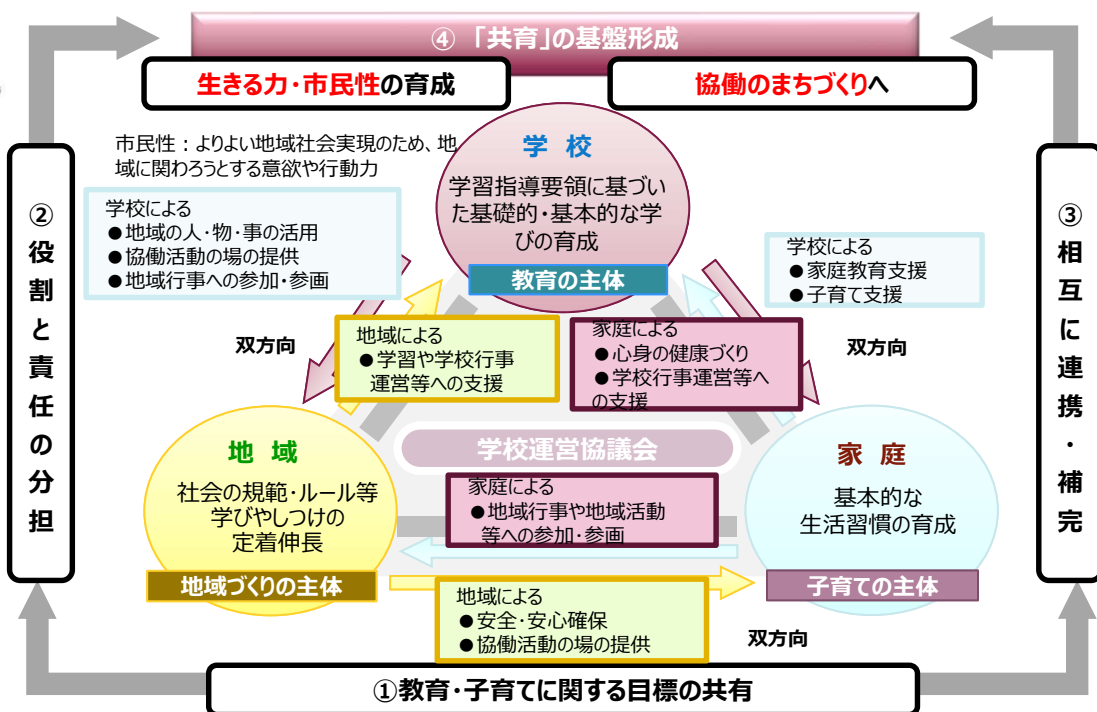 ④ 「共育」の基盤形成
生きる力・市民性の育成
協働のまちづくりへ
市民性：よりよい地域社会実現のため、地
域に関わろうとする意欲や行動力
②役割と責任の分担
③相互に連携・補完
学 校
学習指導要領に基づい
た基礎的・基本的な学
びの育成
教育の主体
学校による
●地域の人・物・事の活用
●協働活動の場の提供
●地域行事への参加・参画
学校による
●家庭教育支援
●子育て支援
双方向
地域による
●学習や学校行事
運営等への支援
家庭による
●心身の健康づくり
●学校行事運営等へ
の支援
双方向
地 域
社会の規範・ルール等
学びやしつけの
定着伸長
地域づくりの主体
学校運営協議会
家庭による
●地域行事や地域活動
等への参加・参画
家 庭
基本的な
生活習慣の育成
子育ての主体
地域による
●安全・安心確保
●協働活動の場の提供
双方向
①教育・子育てに関する目標の共有